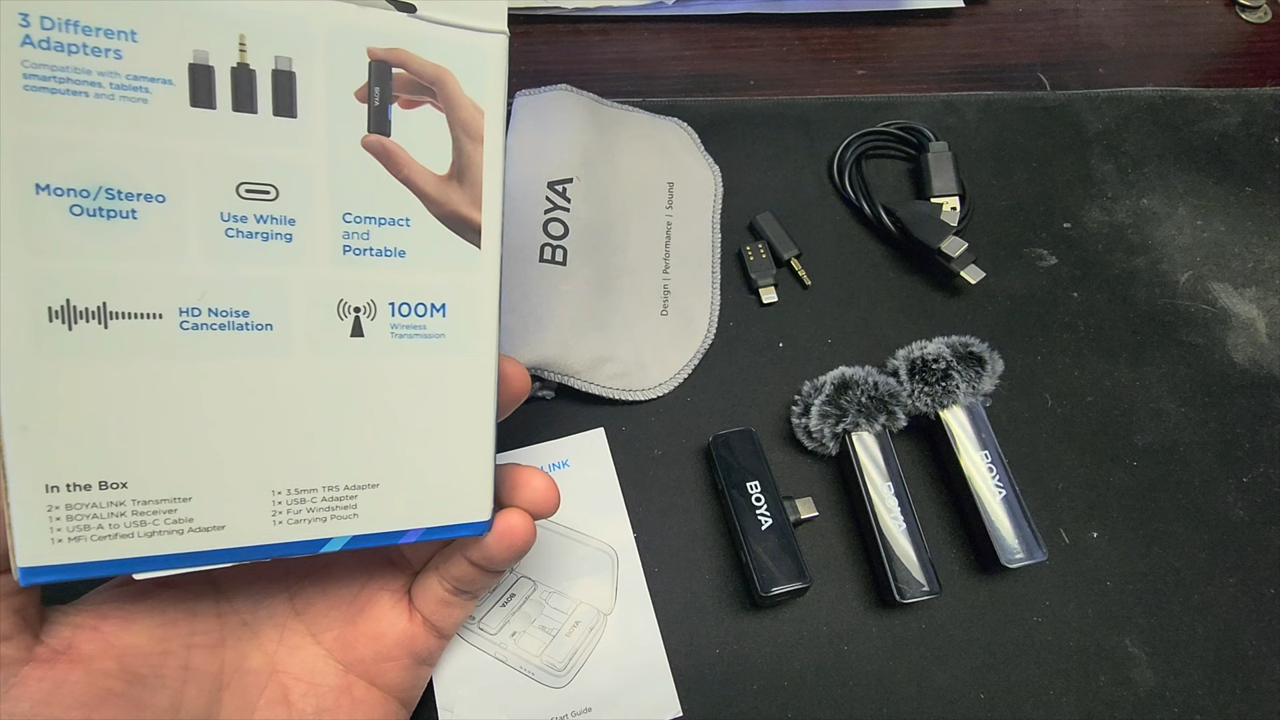 3 Different
Adapters
Compatible with cameras,
smartphones, tablets,
computers and more
BOYA
Mono/Stereo
Output
Use While
Charging
Compact
and
Portable
HD Noise
Cancellation
100M
Wireless
Transmission
In the Box
2× BOYALINK Transmitter
1× BOYALINK Receiver
1× USB-A to USB-C Cable
1× MFi Certified Lightning Adapter
1× 3.5mm TRS Adapter
1× USB-C Adapter
2× Fur Windshield
1× Carrying Pouch
BOYA
Design | Performance | Sound
LINK
BOYA
BOYA
Start Guide
BOYA
BOYA
BOYA